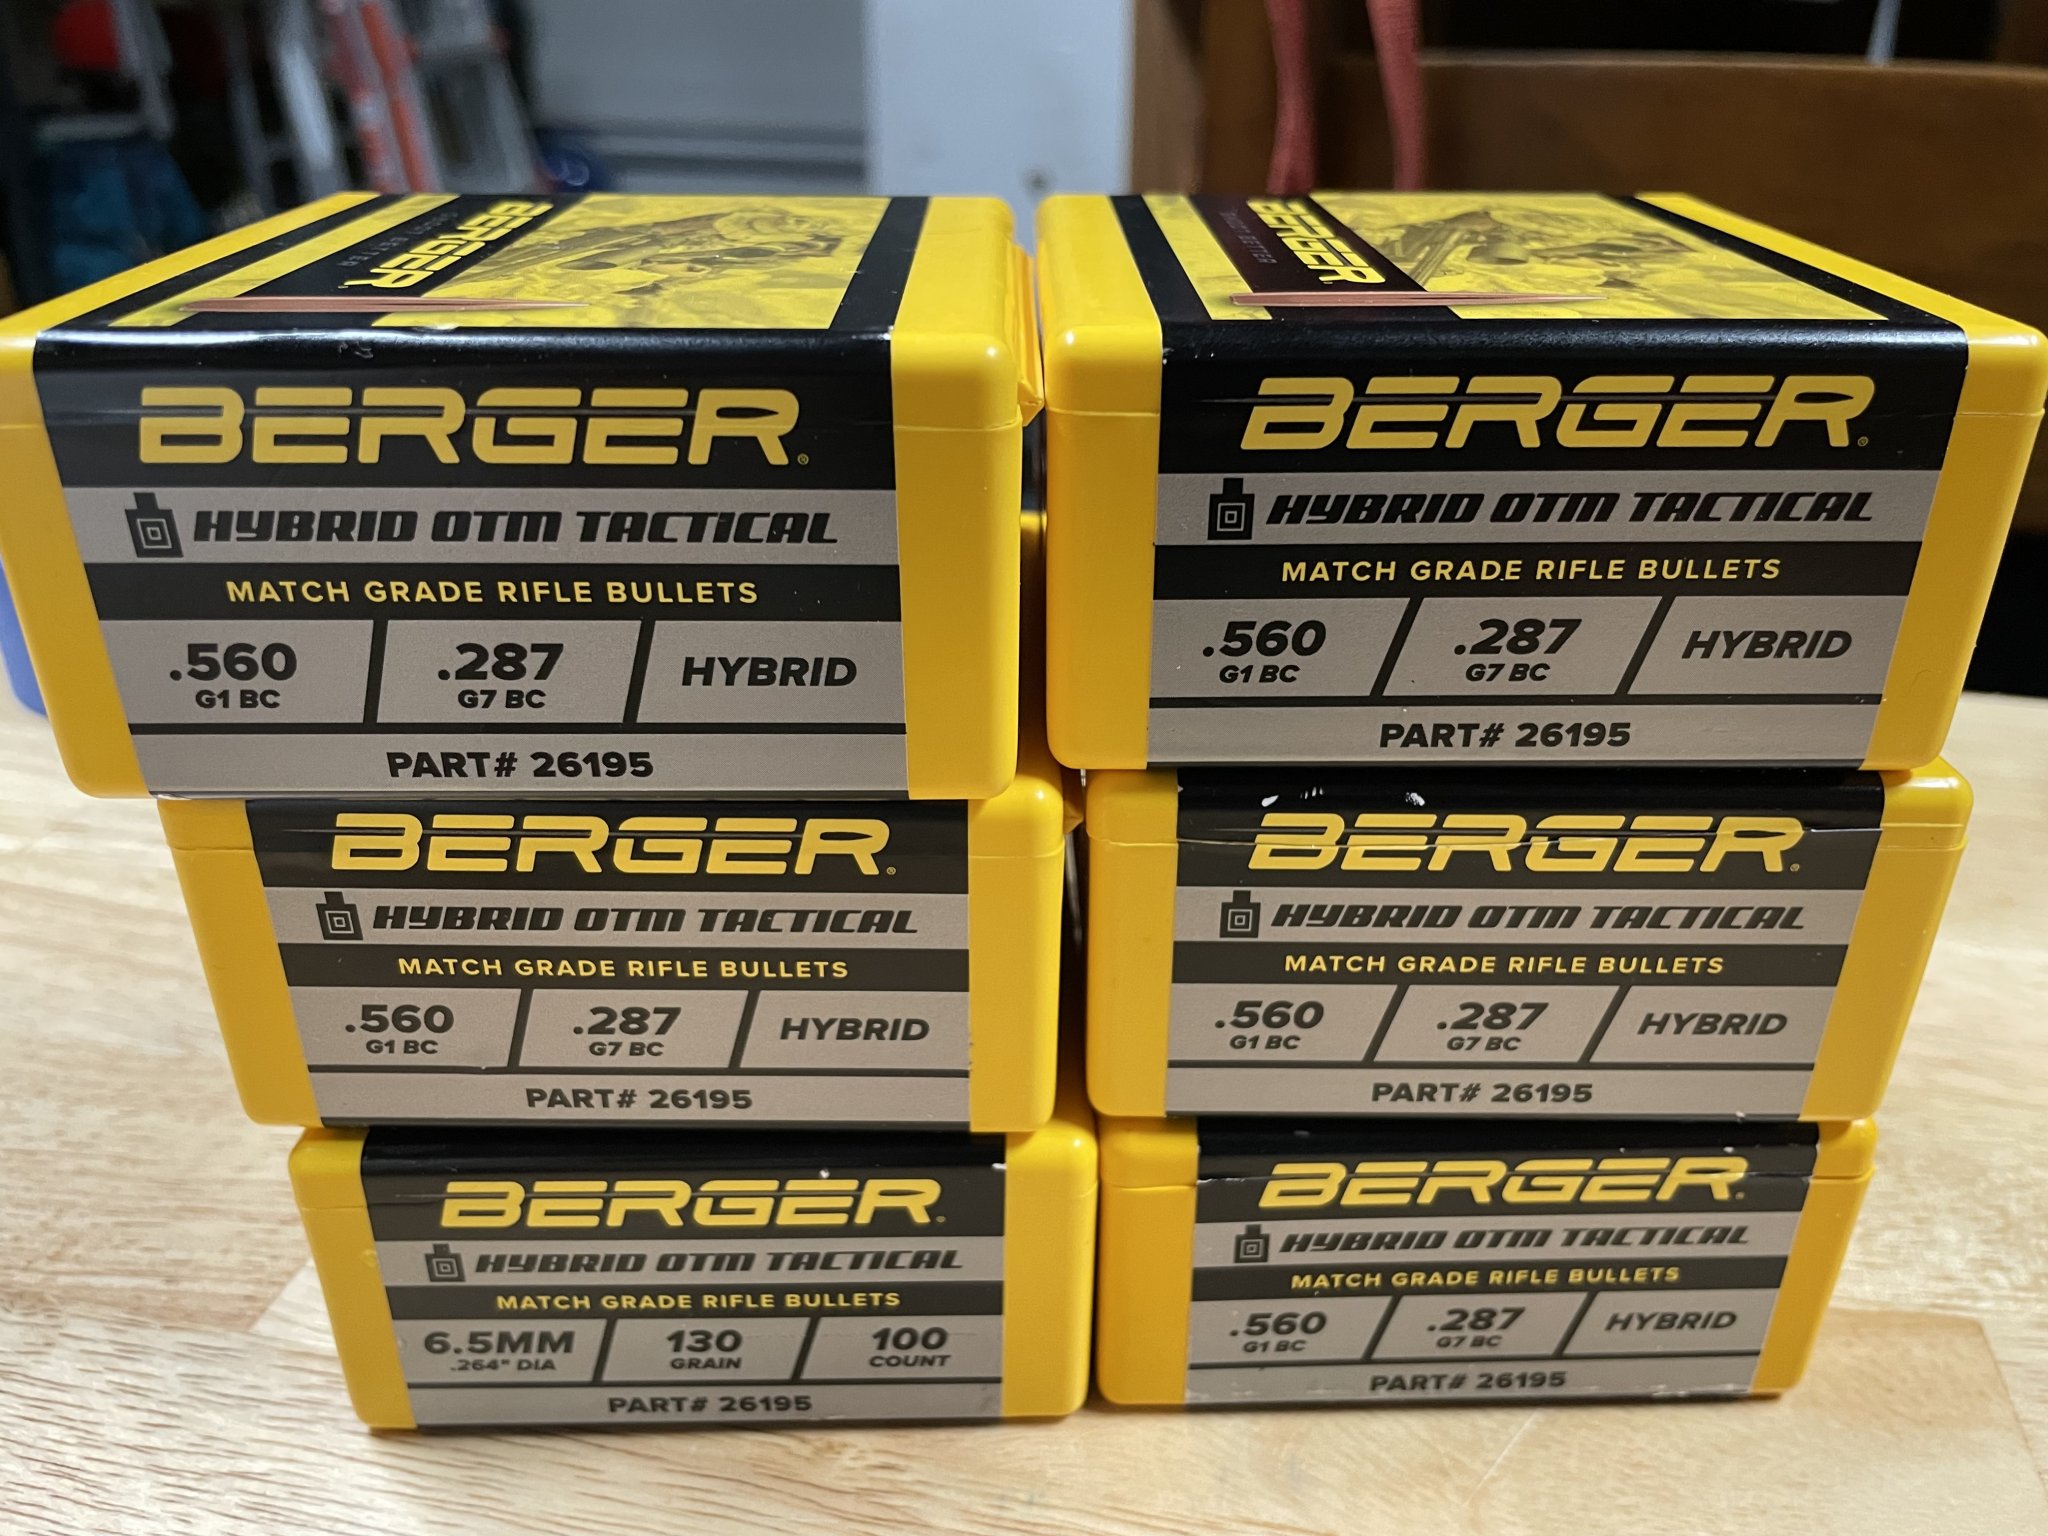 BERGER
BERGER
BERGER®
HYBRID OTM TACTICAL
MATCH GRADE RIFLE BULLETS
.560 .287 HYBRID
G1 BC G7 BC
PART# 26195
BERGER®
HYBRID OTM TACTICAL
MATCH GRADE RIFLE BULLETS
.560 .287 HYBRID
G1 BC G7 BC
PART# 26195
BERGER®
HYBRID OTM TACTICAL
MATCH GRADE RIFLE BULLETS
.560 .287 HYBRID
G1 BC G7 BC
PART# 26195
BERGER®
HYBRID OTM TACTICAL
MATCH GRADE RIFLE BULLETS
.560 .287 HYBRID
G1 BC G7 BC
PART# 26195
BERGER®
HYBRID OTM TACTICAL
MATCH GRADE RIFLE BULLETS
6.5MM 130 100
.264" DIA GRAIN COUNT
PART# 26195
BERGER®
HYBRID OTM TACTICAL
MATCH GRADE RIFLE BULLETS
.560 .287 HYBRID
G1 BC G7 BC
PART# 26195